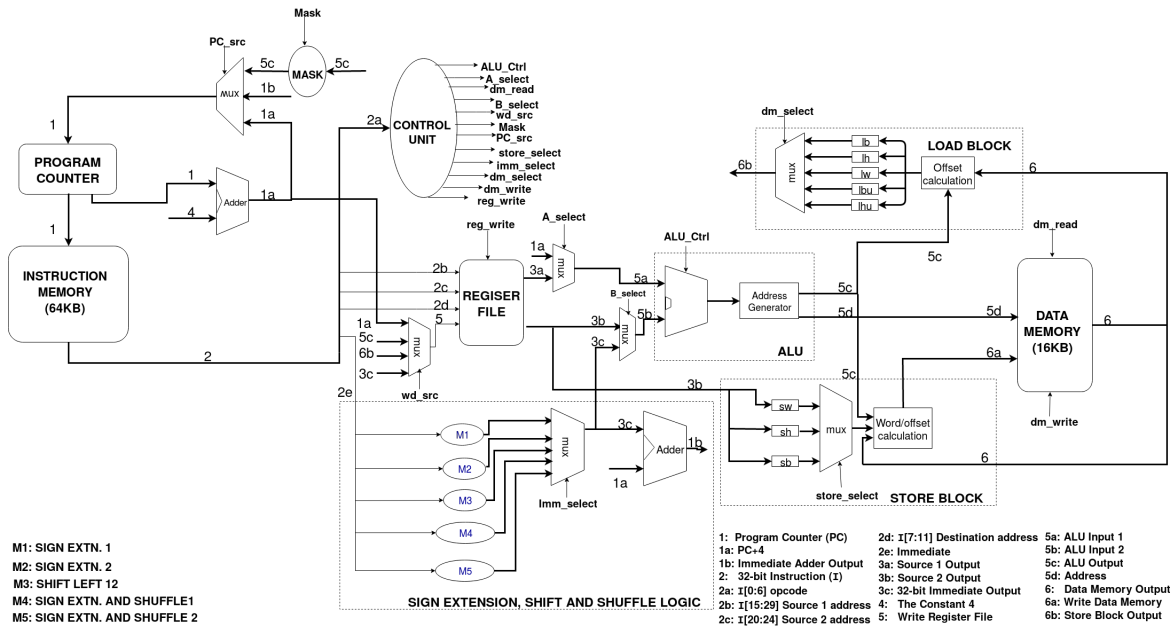 Mask
PC_src
5c
MASK
5c
mux
1b
1a
1
PROGRAM
COUNTER
1
4
Adder
1a
1
INSTRUCTION
MEMORY
(64KB)
2
2a
CONTROL
UNIT
ALU_Ctrl
A_select
dm_read
B_select
wd_src
Mask
PC_src
store_select
imm_select
dm_select
dm_write
reg_write
reg_write
2b
2c
2d
5
REGISER
FILE
1a
5c
6b
3c
mux
wd_src
2e
A_select
1a
3a
mux
B_select
3b
3c
mux
ALU_Ctrl
5a
5b
Address
Generator
ALU
5c
5d
dm_select
6b
mux
lb
lh
lw
lbu
lhu
LOAD BLOCK
Offset
calculation
6
5c
dm_read
5d
DATA
MEMORY
(16KB)
6
6a
dm_write
3b
5c
sw
sh
sb
mux
Word/offset
calculation
6
store_select
STORE BLOCK
M1
M2
M3
M4
M5
mux
Imm_select
3c
1a
Adder
1b
SIGN EXTENSION, SHIFT AND SHUFFLE LOGIC
M1: SIGN EXTN. 1
M2: SIGN EXTN. 2
M3: SHIFT LEFT 12
M4: SIGN EXTN. AND SHUFFLE1
M5: SIGN EXTN. AND SHUFFLE 2
1: Program Counter (PC)
1a: PC+4
1b: Immediate Adder Output
2: 32-bit Instruction (I)
2a: I[0:6] opcode
2b: I[15:29] Source 1 address
2c: I[20:24] Source 2 address
2d: I[7:11] Destination address
2e: Immediate
3a: Source 1 Output
3b: Source 2 Output
3c: 32-bit Immediate Output
4: The Constant 4
5: Write Register File
5a: ALU Input 1
5b: ALU Input 2
5c: ALU Output
5d: Address
6: Data Memory Output
6a: Write Data Memory
6b: Store Block Output